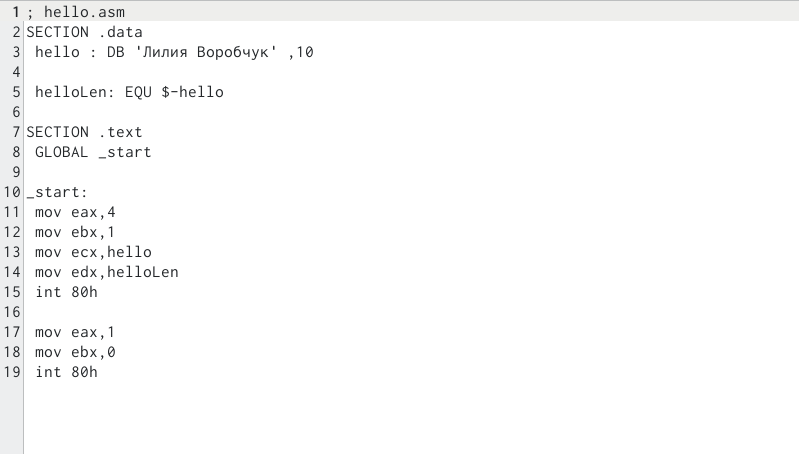 1 ; hello.asm
2 SECTION .data
3 hello : DB 'Лилия Воробчук' ,10
4
5 helloLen: EQU $-hello
6
7 SECTION .text
8 GLOBAL _start
9
10 _start:
11 mov eax,4
12 mov ebx,1
13 mov ecx,hello
14 mov edx,helloLen
15 int 80h
16
17 mov eax,1
18 mov ebx,0
19 int 80h